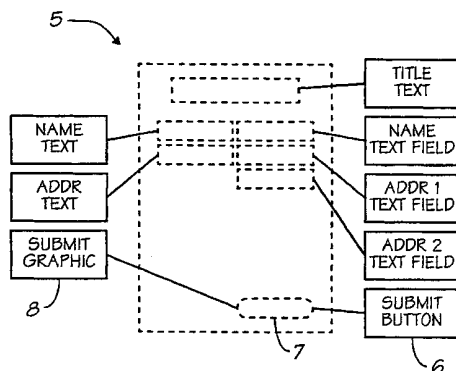 5
TITLE
TEXT
NAME
TEXT
NAME
TEXT FIELD
ADDR
TEXT
ADDR 1
TEXT FIELD
SUBMIT
GRAPHIC
ADDR 2
TEXT FIELD
8
7
SUBMIT
BUTTON
6